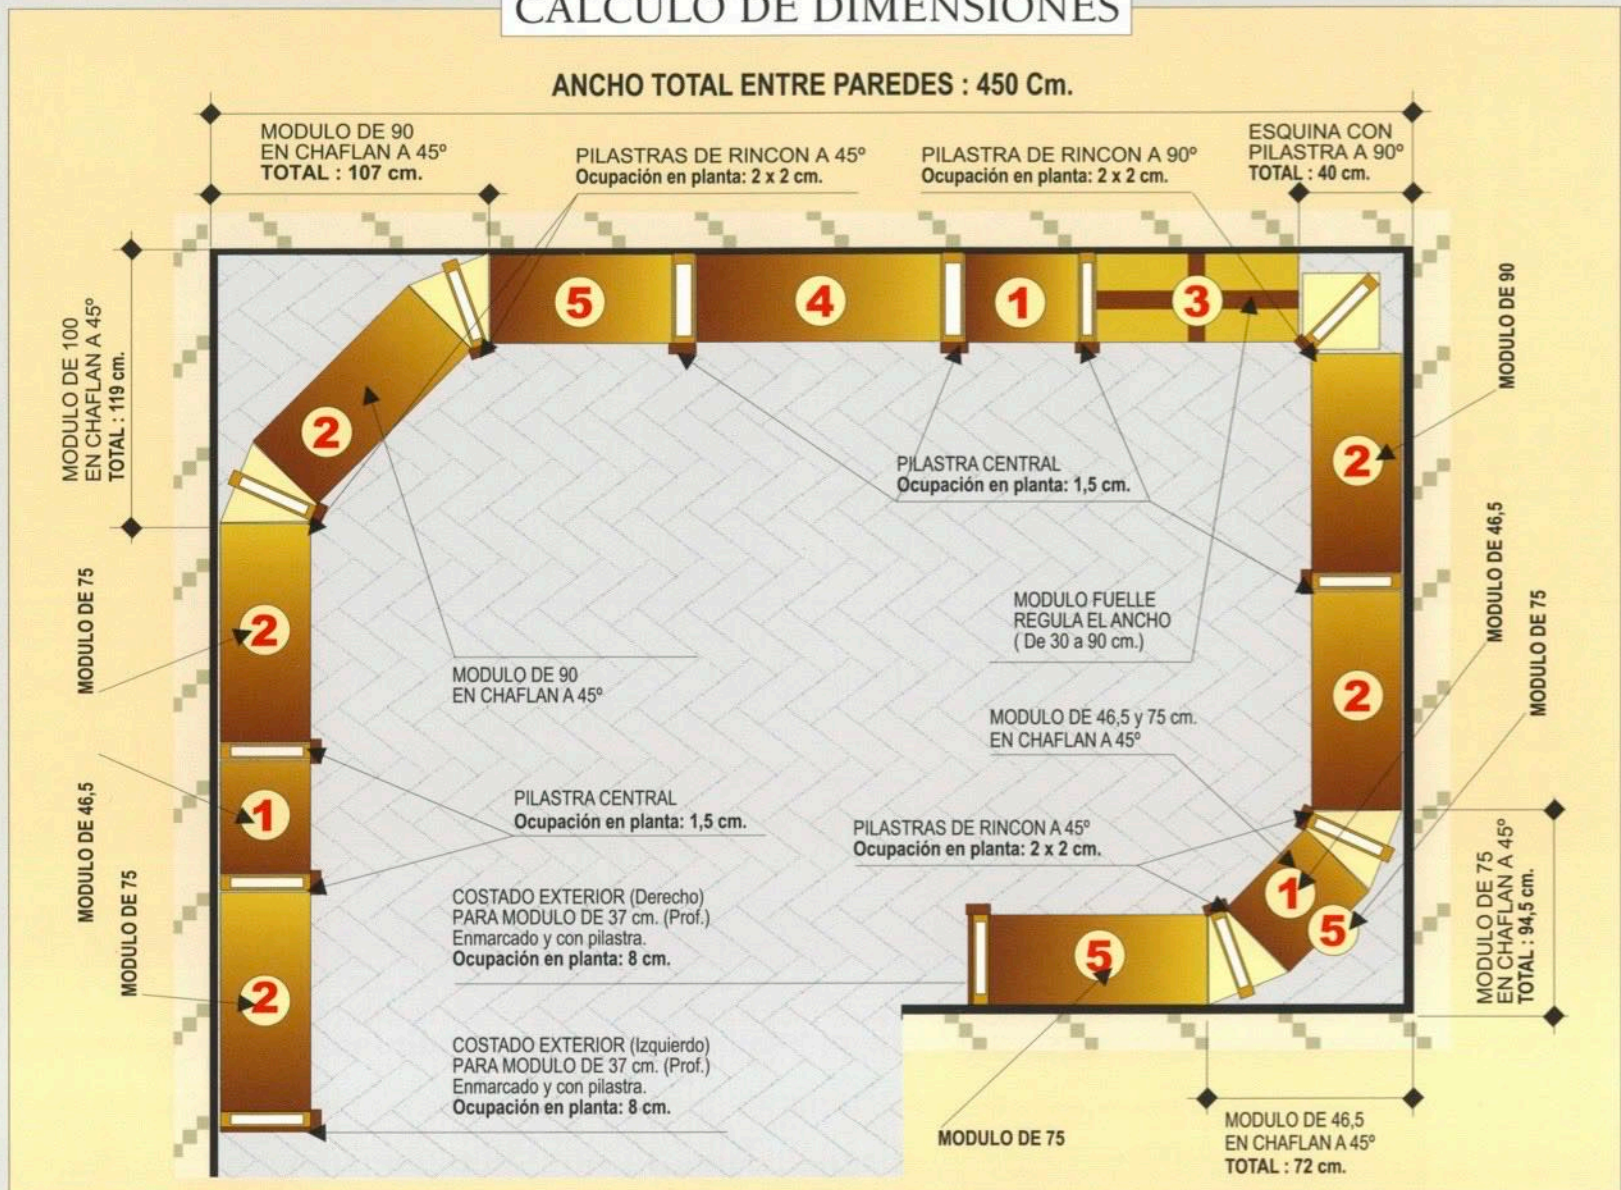 CALCULO DE DIMENSIONES
ANCHO TOTAL ENTRE PAREDES : 450 Cm.
MODULO DE 90
EN CHAFLAN A 45º
TOTAL : 107 cm.
PILASTRAS DE RINCON A 45º
Ocupación en planta: 2 x 2 cm.
PILASTRA DE RINCON A 90º
Ocupación en planta: 2 x 2 cm.
ESQUINA CON
PILASTRA A 90º
TOTAL : 40 cm.
MODULO DE 100
EN CHAFLAN A 45º
TOTAL : 119 cm.
5
4
1
3
2
MODULO DE 90
2
PILASTRA CENTRAL
Ocupación en planta: 1,5 cm.
MODULO DE 46,5
MODULO DE 75
2
MODULO DE 75
MODULO FUELLE
REGULA EL ANCHO
( De 30 a 90 cm.)
MODULO DE 90
EN CHAFLAN A 45º
2
MODULO DE 46,5 y 75 cm.
EN CHAFLAN A 45º
MODULO DE 46,5
1
PILASTRA CENTRAL
Ocupación en planta: 1,5 cm.
PILASTRAS DE RINCON A 45º
Ocupación en planta: 2 x 2 cm.
1
5
MODULO DE 75
EN CHAFLAN A 45º
TOTAL : 94,5 cm.
MODULO DE 75
2
COSTADO EXTERIOR (Derecho)
PARA MODULO DE 37 cm. (Prof.)
Enmarcado y con pilastra.
Ocupación en planta: 8 cm.
5
COSTADO EXTERIOR (Izquierdo)
PARA MODULO DE 37 cm. (Prof.)
Enmarcado y con pilastra.
Ocupación en planta: 8 cm.
MODULO DE 75
MODULO DE 46,5
EN CHAFLAN A 45º
TOTAL : 72 cm.